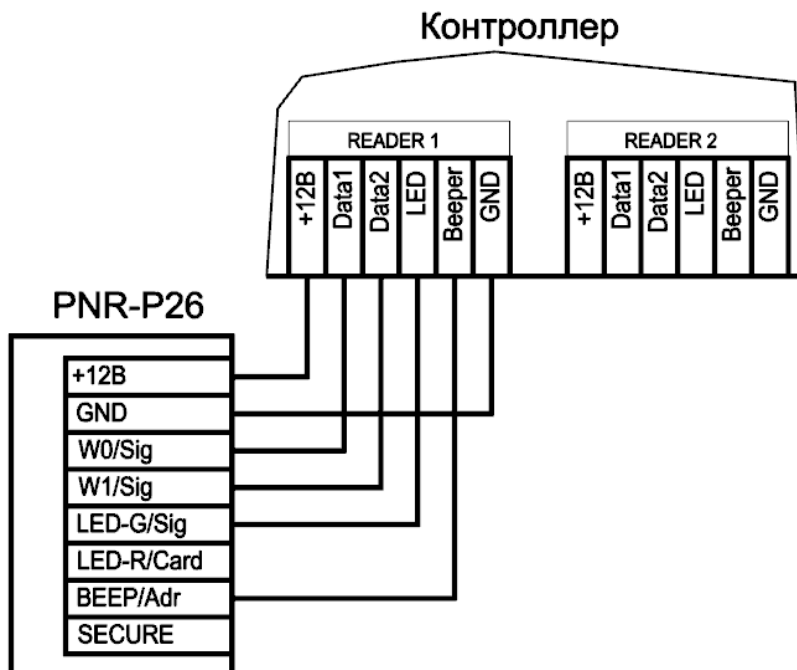 Контроллер
READER 1
READER 2
+12В
Data1
Data2
LED
Beeper
GND
+12В
Data1
Data2
LED
Beeper
GND
PNR-P26
+12В
GND
W0/Sig
W1/Sig
LED-G/Sig
LED-R/Card
BEEP/Adr
SECURE